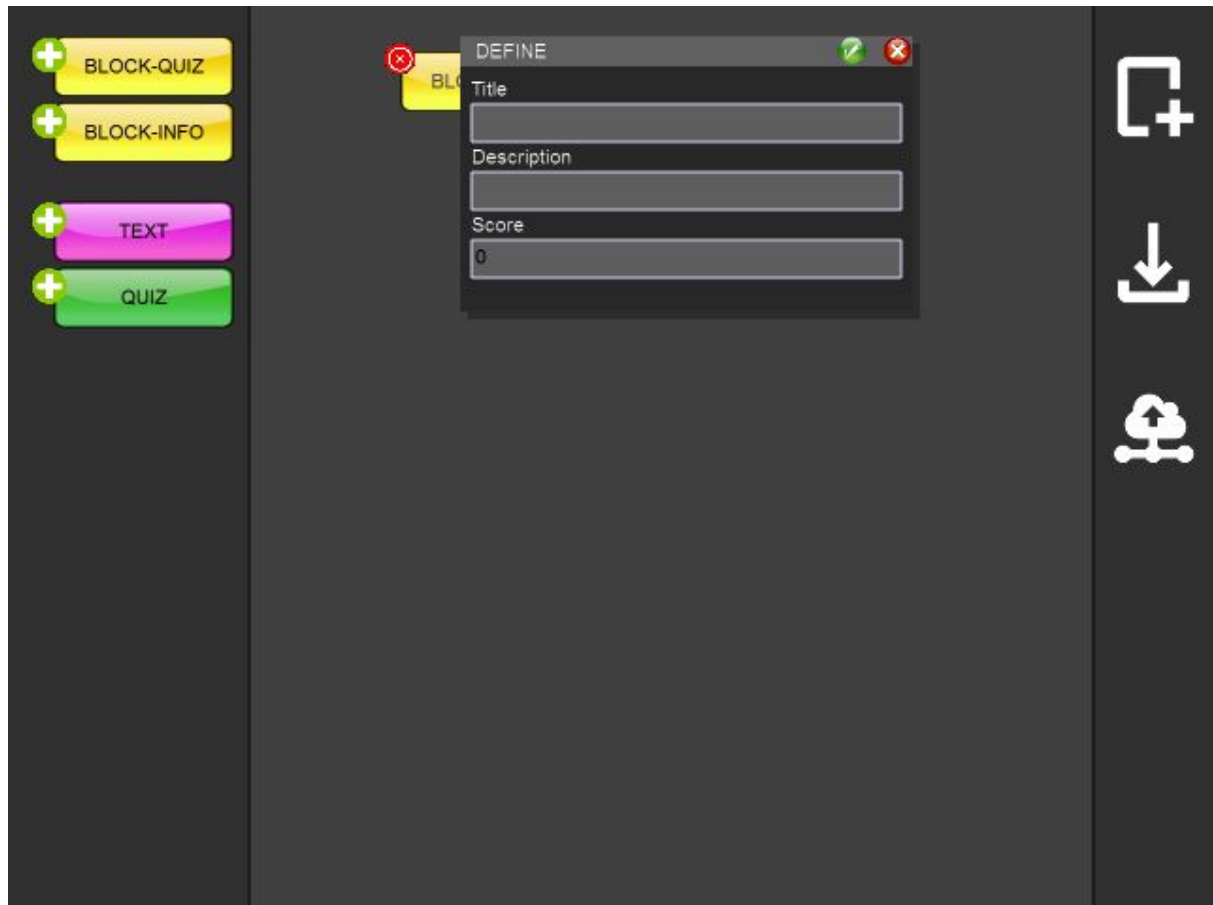 BLOCK-QUIZ
BLOCK-INFO
TEXT
QUIZ
DEFINE
Title
Description
Score
0